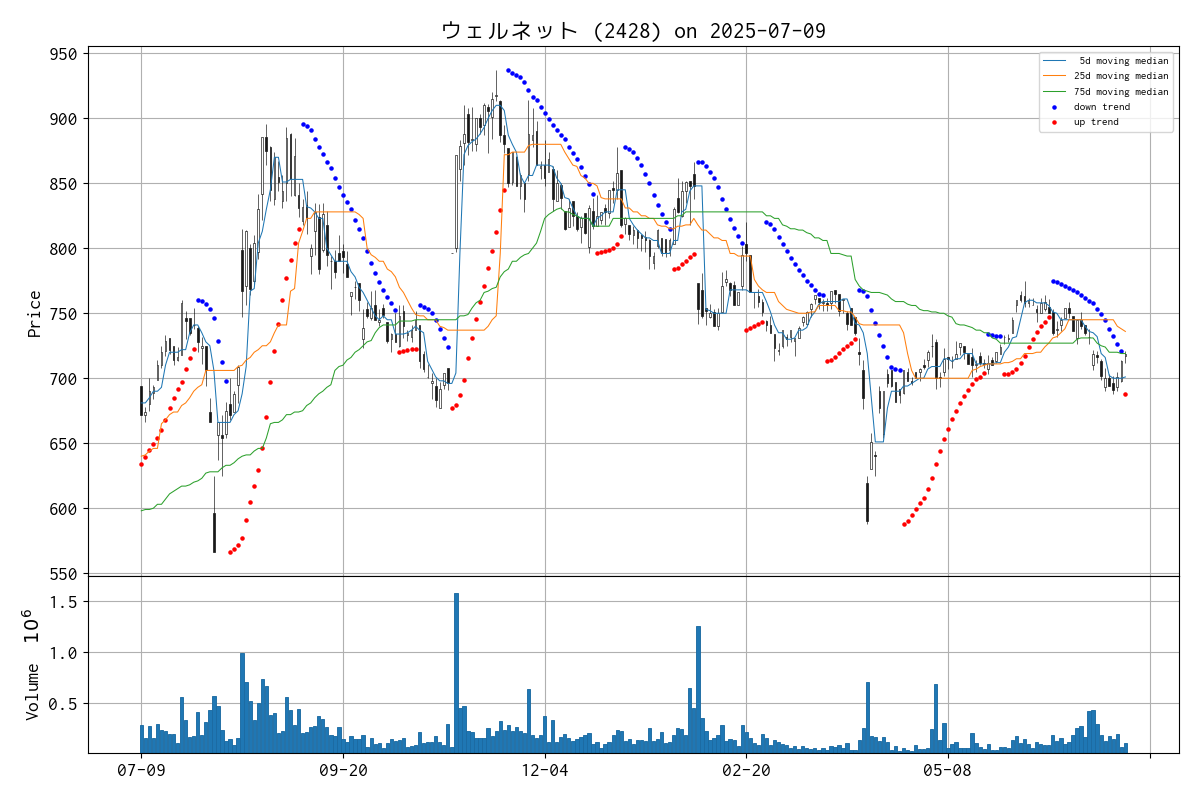 ウェルネット (2428) on 2025-07-09
950
900
850
800
750
700
650
600
550
Price
5d moving median
25d moving median
75d moving median
down trend
up trend
1.5
1.0
0.5
Volume 10⁶
07-09
09-20
12-04
02-20
05-08